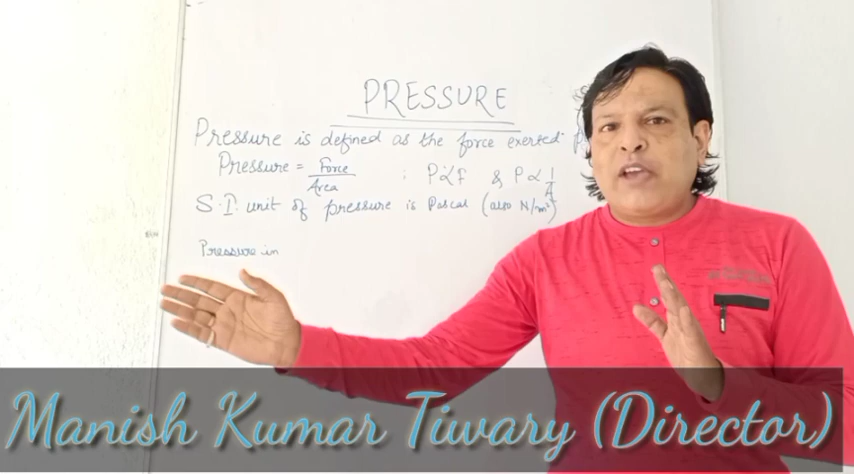 PRESSURE
Pressure is defined as the force exerted
Pressure = Force / Area ; P∝F & P∝ 1/A
S.I. unit of pressure is Pascal (also N/m²)
Pressure in
Manish Kumar Tiwary (Director)